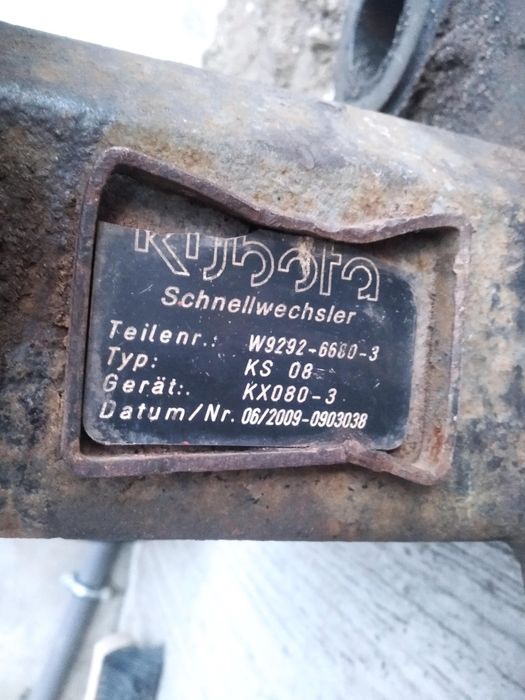 Kubota
Schnellwechsler
Teilenr.: W9292-6680-3
Typ: KS 08
Gerät: KX080-3
Datum/Nr. 06/2009-0903038